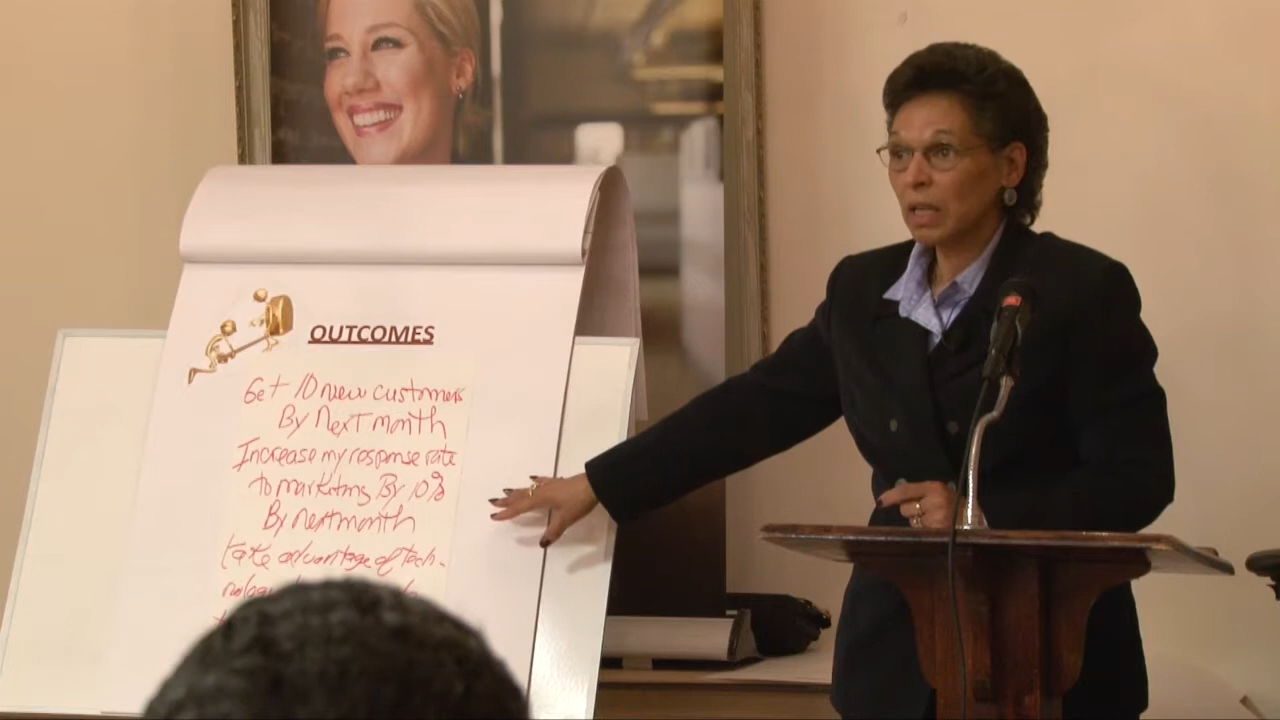 OUTCOMES
Get 10 new customers
By Next month
Increase my response rate
to marketing By 10%
By next month
take advantage of tech-